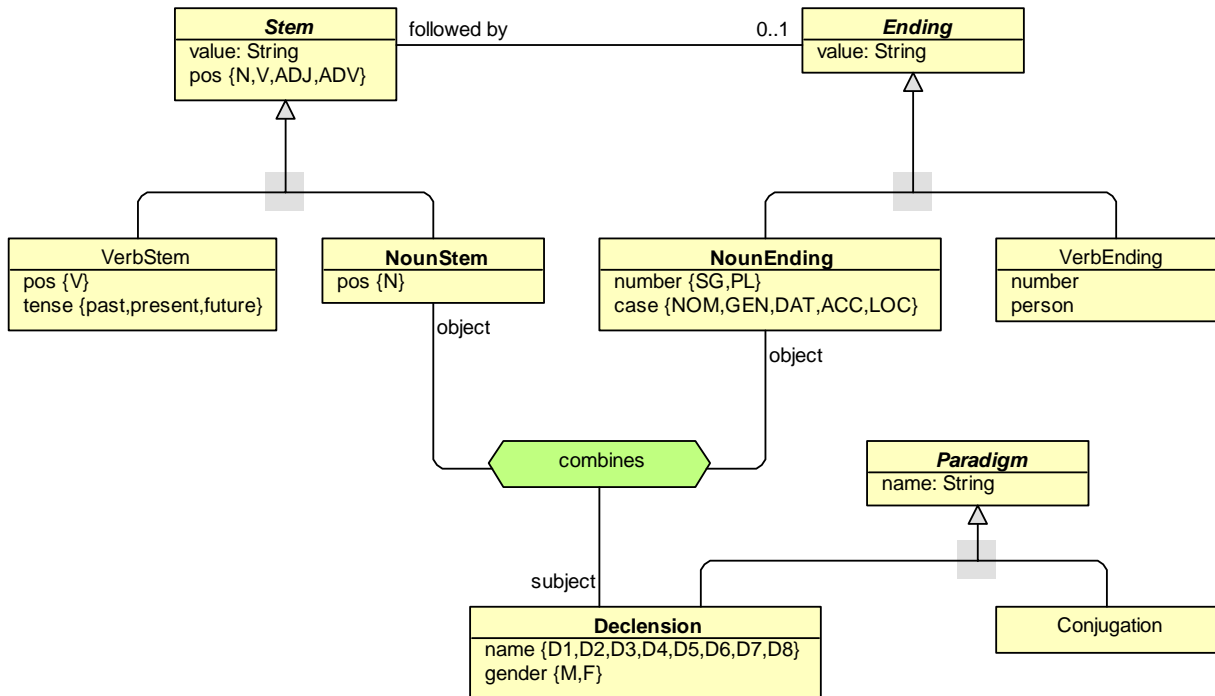 Stem
value: String
pos {N,V,ADJ,ADV}
followed by
0..1
Ending
value: String
VerbStem
pos {V}
tense {past,present,future}
NounStem
pos {N}
NounEnding
number {SG,PL}
case {NOM,GEN,DAT,ACC,LOC}
VerbEnding
number
person
object
object
combines
Paradigm
name: String
subject
Declension
name {D1,D2,D3,D4,D5,D6,D7,D8}
gender {M,F}
Conjugation